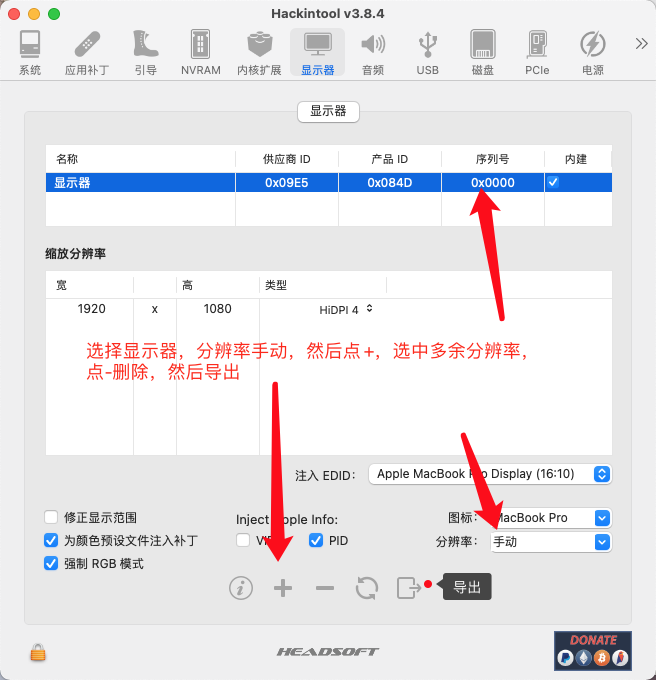 Hackintool v3.8.4
系统 应用补丁 引导 NVRAM 内核扩展 显示器 音频 USB 磁盘 PCIe 电源
显示器
名称 供应商 ID 产品 ID 序列号 内建
显示器 0x09E5 0x084D 0x0000
缩放分辨率
宽 高 类型
1920 x 1080 HiDPI 4
选择显示器，分辨率手动，然后点+，选中多余分辨率，
点-删除，然后导出
注入 EDID: Apple MacBook Pro Display (16:10)
修正显示范围 Inject Apple Info: 图标: MacBook Pro
为颜色预设文件注入补丁 PID 分辨率: 手动
强制 RGB 模式
导出
HEADSOFT
DONATE